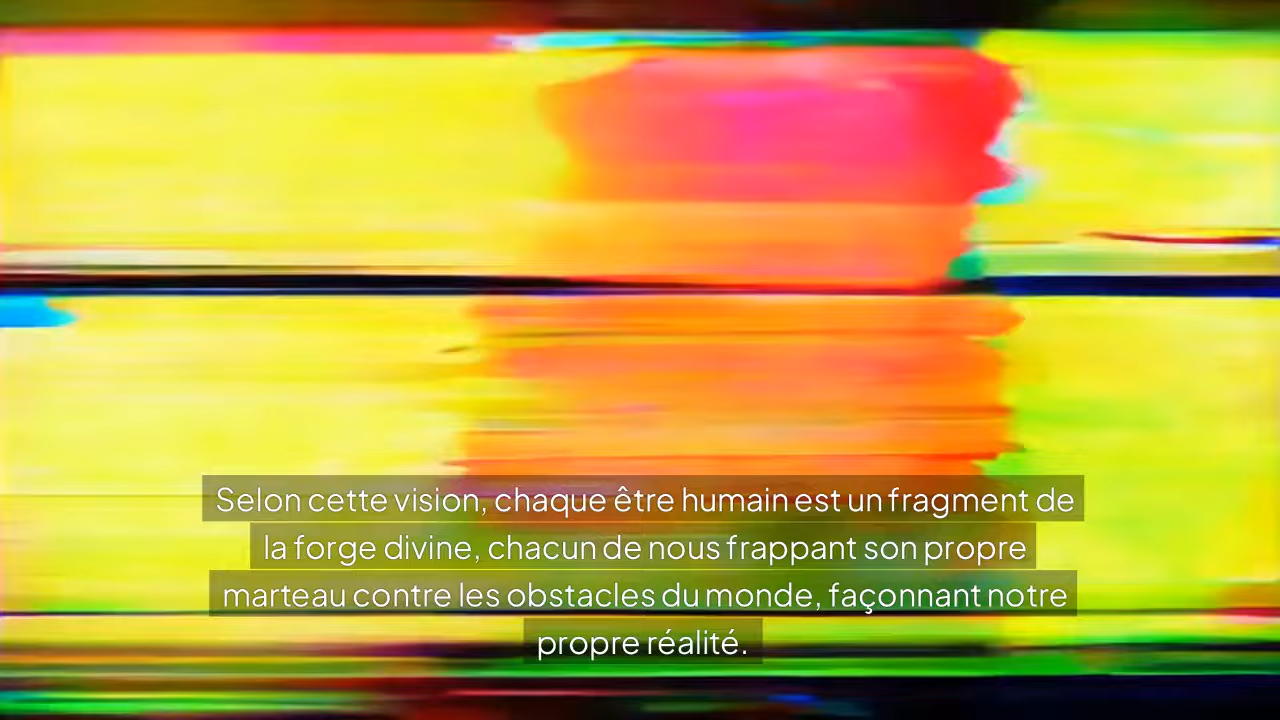 Selon cette vision, chaque être humain est un fragment de
la forge divine, chacun de nous frappant son propre
marteau contre les obstacles du monde, façonnant notre
propre réalité.